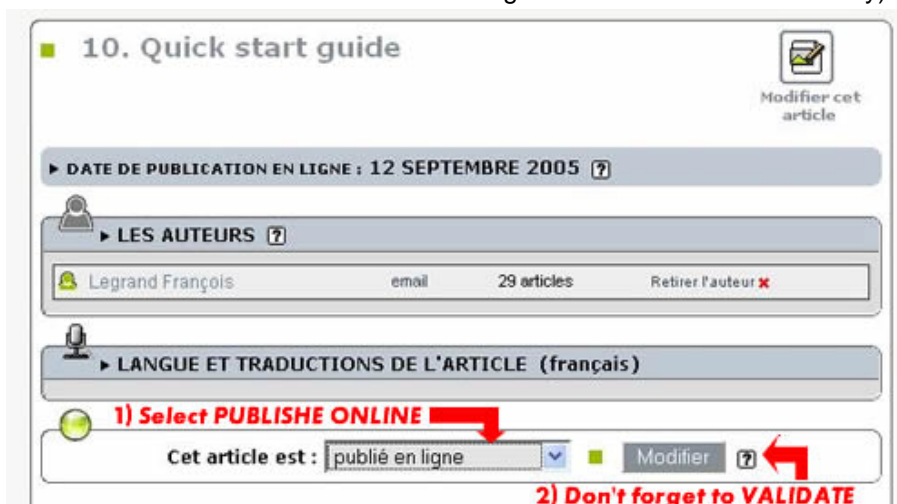 10. Quick start guide
Modifier cet
article
DATE DE PUBLICATION EN LIGNE : 12 SEPTEMBRE 2005 ?
LES AUTEURS ?
Legrand François email 29 articles Retirer l'auteur
LANGUE ET TRADUCTIONS DE L'ARTICLE (français)
1) Select PUBLISHE ONLINE
Cet article est : publié en ligne Modifier ?
2) Don't forget to VALIDATE